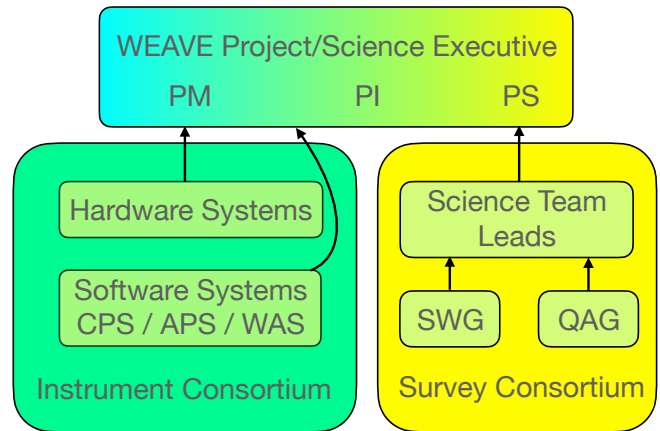 WEAVE Project/Science Executive
PM PI PS
Hardware Systems
Software Systems
CPS / APS / WAS
Instrument Consortium
Science Team
Leads
SWG QAG
Survey Consortium